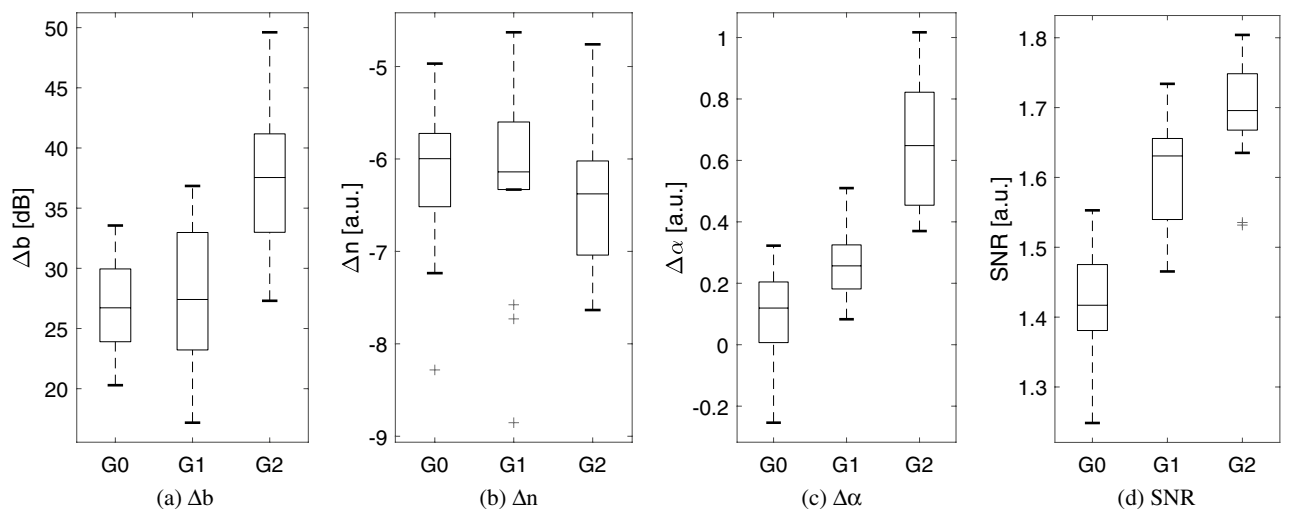 Δb [dB]
50
45
40
35
30
25
20
G0 G1 G2
(a) Δb
Δn [a.u.]
-5
-6
-7
-8
-9
G0 G1 G2
(b) Δn
Δα [a.u.]
1
0.8
0.6
0.4
0.2
0
-0.2
G0 G1 G2
(c) Δα
SNR [a.u.]
1.8
1.7
1.6
1.5
1.4
1.3
G0 G1 G2
(d) SNR